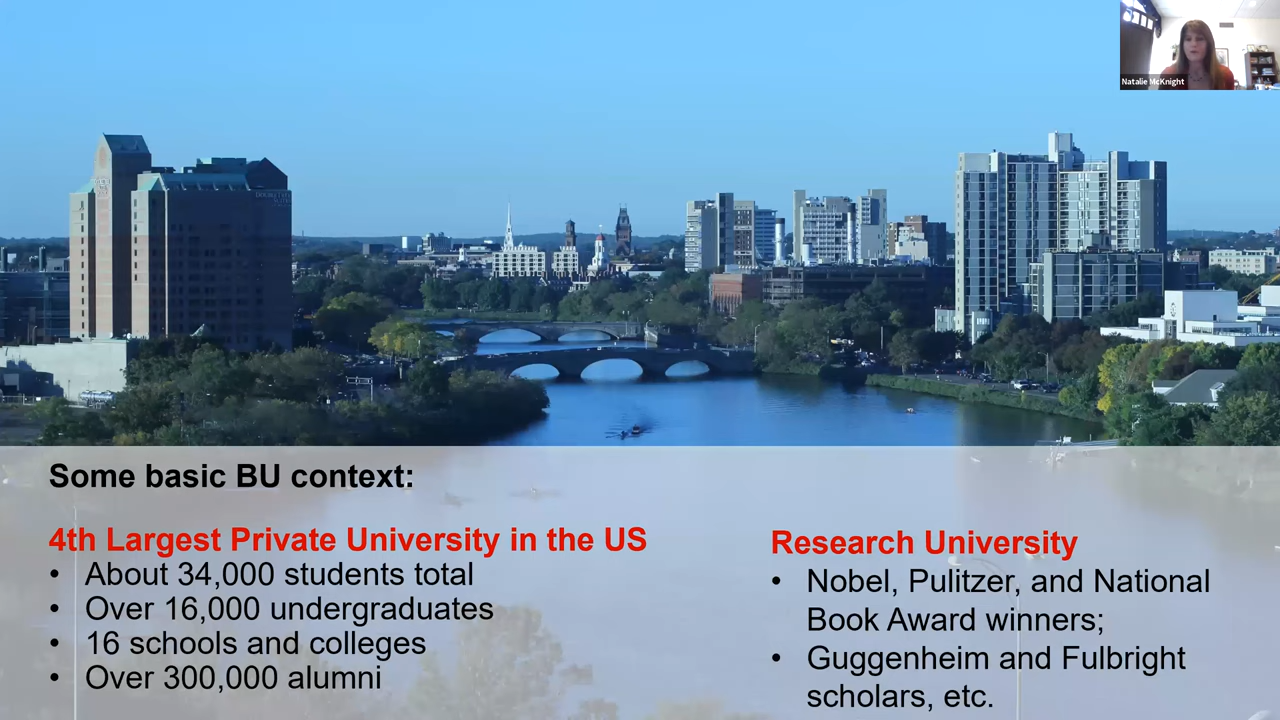 Natalie McKnight
Some basic BU context:
4th Largest Private University in the US
• About 34,000 students total
• Over 16,000 undergraduates
• 16 schools and colleges
• Over 300,000 alumni
Research University
• Nobel, Pulitzer, and National
Book Award winners;
• Guggenheim and Fulbright
scholars, etc.